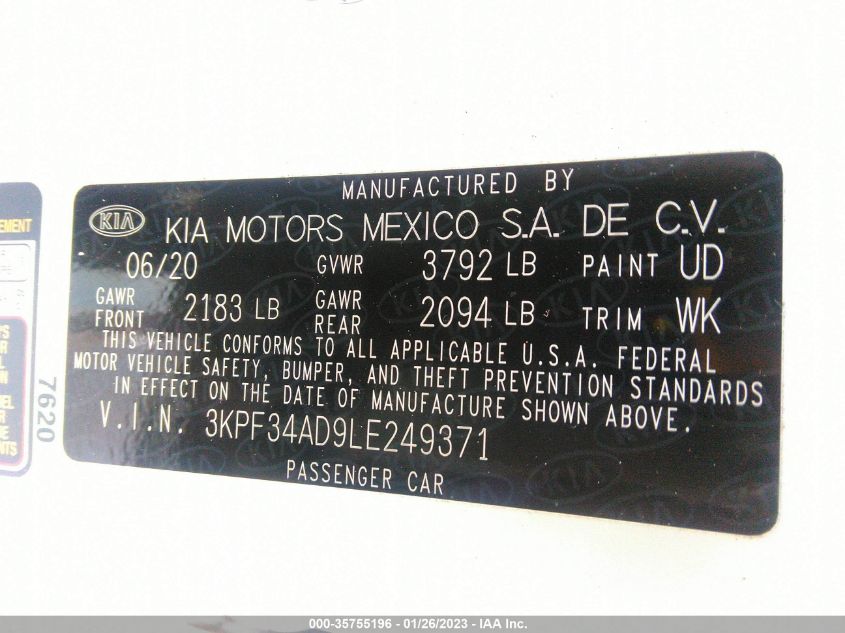 MANUFACTURED BY
KIA KIA MOTORS MEXICO S.A. DE C.V.
06/20 GVWR 3792 LB PAINT UD
GAWR FRONT 2183 LB GAWR REAR 2094 LB TRIM WK
THIS VEHICLE CONFORMS TO ALL APPLICABLE U.S.A. FEDERAL
MOTOR VEHICLE SAFETY, BUMPER, AND THEFT PREVENTION STANDARDS
IN EFFECT ON THE DATE OF MANUFACTURE SHOWN ABOVE.
V.I.N. 3KPF34AD9LE249371
PASSENGER CAR
7620
000-35755196 - 01/26/2023 - IAA Inc.